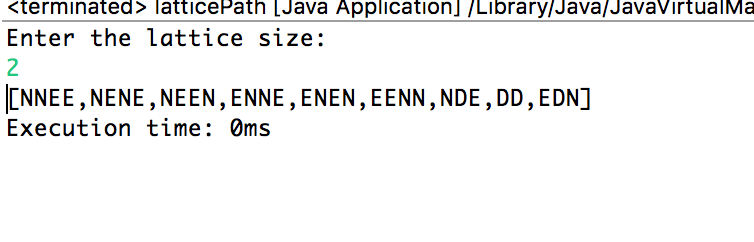 <terminated> latticePath [Java Application] /Library/Java/JavaVirtualMa
Enter the lattice size:
2
[NNEE,NENE,NEEN,ENNE,ENEN,EENN,NDE,DD,EDN]
Execution time: 0ms